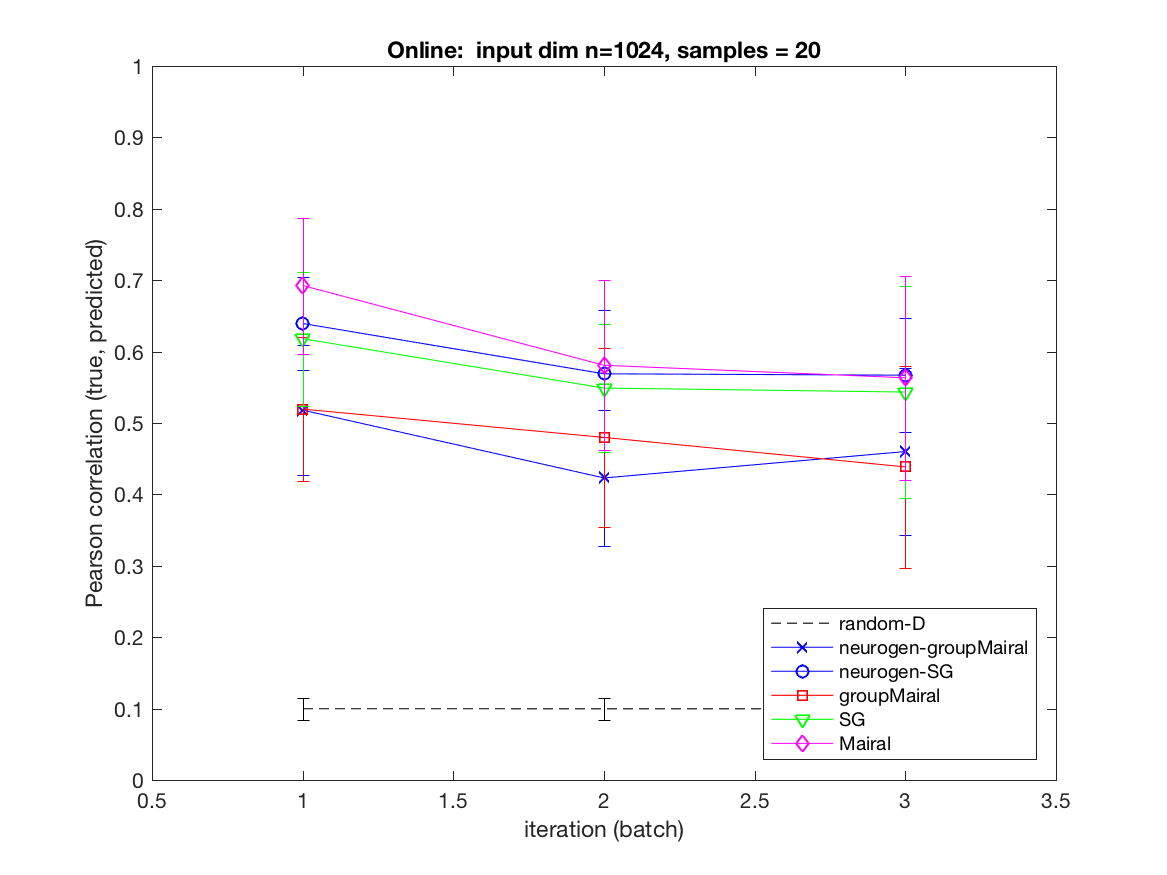 Online: input dim n=1024, samples = 20
Pearson correlation (true, predicted)
1
0.9
0.8
0.7
0.6
0.5
0.4
0.3
0.2
0.1
0
0.5
1
1.5
2
2.5
3
3.5
iteration (batch)
random-D
neurogen-groupMairal
neurogen-SG
groupMairal
SG
Mairal